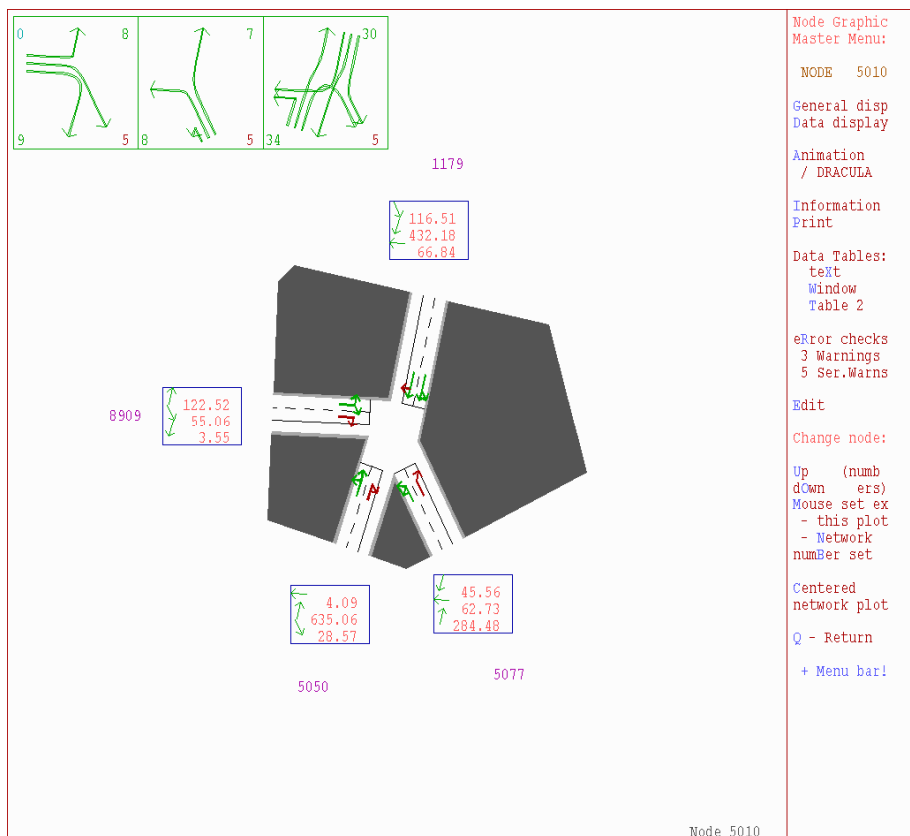 0 8 7 30
9 5 8 5 34 5
1179
116.51
432.18
66.84
8909
122.52
55.06
3.55
4.09
635.06
28.57
45.56
62.73
284.48
5050
5077
Node 5010
Node Graphic
Master Menu:
NODE 5010
General disp
Data display
Animation
/ DRACULA
Information
Print
Data Tables:
teXt
Window
Table 2
eRror checks
3 Warnings
5 Ser.Warns
Edit
Change node:
Up (numb
dOwn ers)
Mouse set ex
- this plot
- Network
numBer set
Centered
network plot
Q - Return
+ Menu bar!